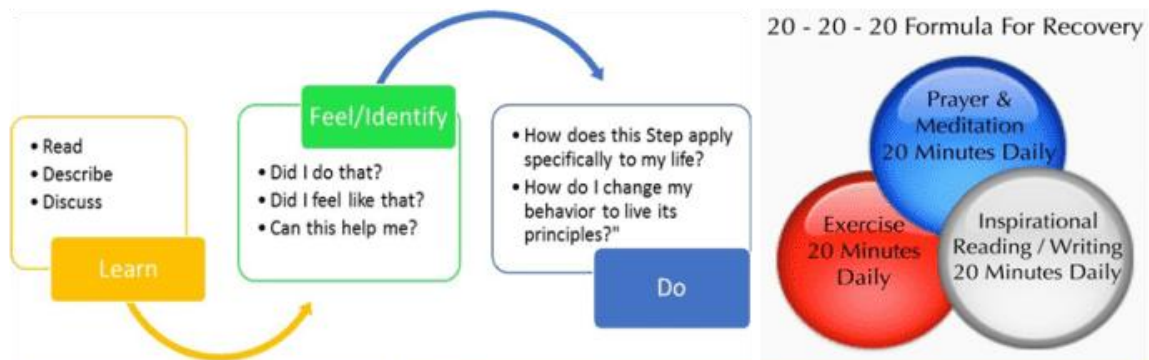 • Read
• Describe
• Discuss
Learn
Feel/Identify
• Did I do that?
• Did I feel like that?
• Can this help me?
• How does this Step apply
specifically to my life?
• How do I change my
behavior to live its
principles?"
Do
20 - 20 - 20 Formula For Recovery
Prayer &
Meditation
20 Minutes Daily
Exercise
20 Minutes
Daily
Inspirational
Reading / Writing
20 Minutes Daily